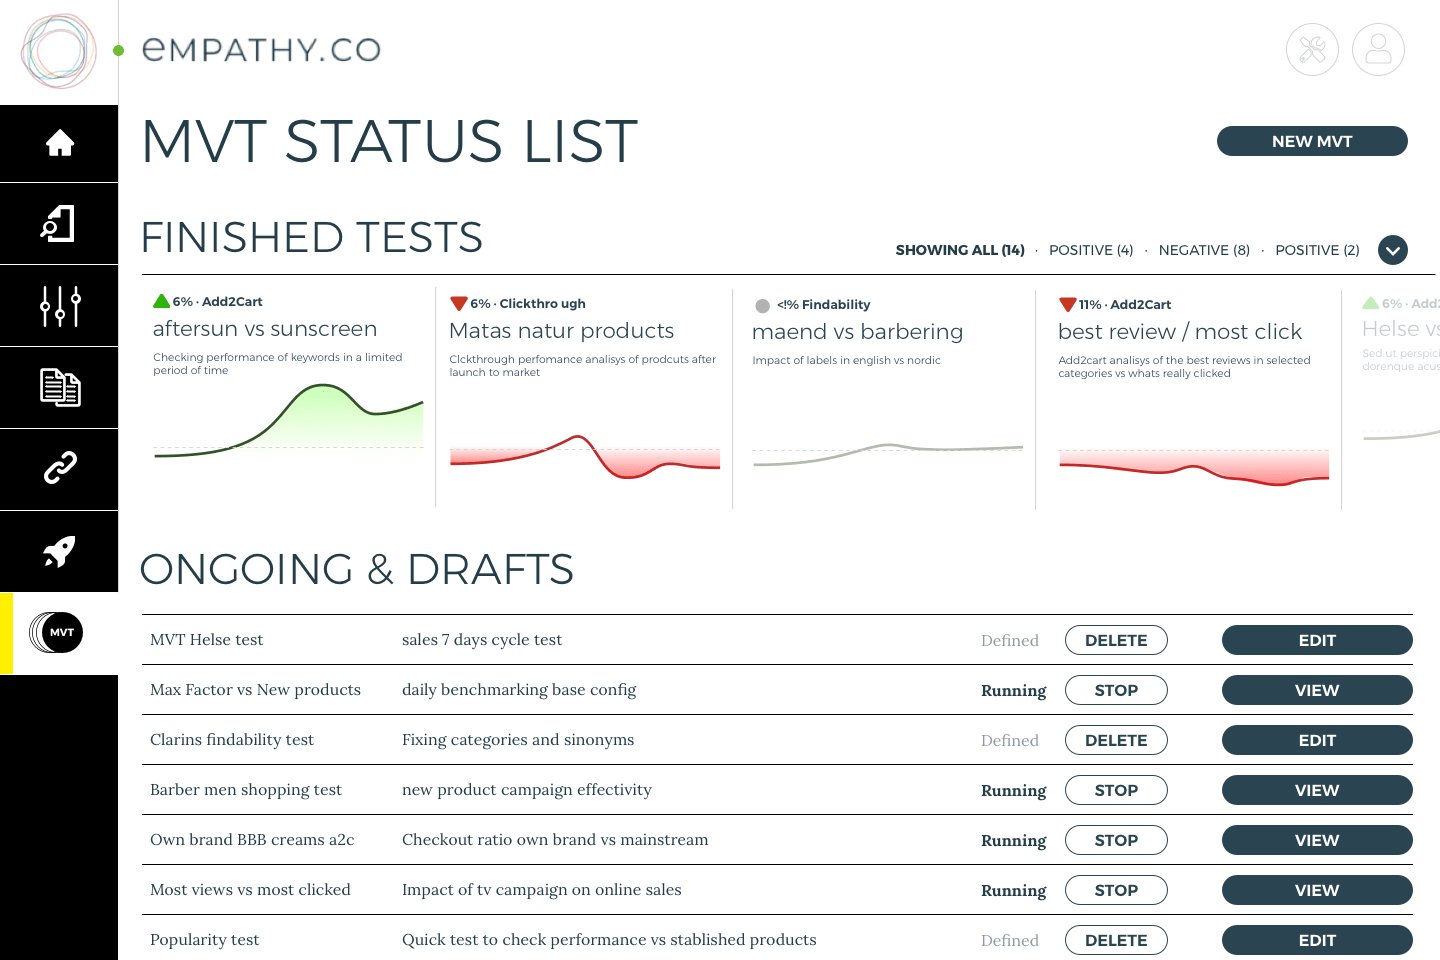 eMPATHY.CO
MVT STATUS LIST
NEW MVT
FINISHED TESTS
SHOWING ALL (14) · POSITIVE (4) · NEGATIVE (8) · POSITIVE (2)
6% · Add2Cart
aftersun vs sunscreen
Checking performance of keywords in a limited
period of time
6% · Clickthro ugh
Matas natur products
Clckthrough perfomance analisys of prodcuts after
launch to market
<!% Findability
maend vs barbering
Impact of labels in english vs nordic
11% · Add2Cart
best review / most click
Add2cart analisys of the best reviews in selected
categories vs whats really clicked
6% · Add2
Helse vs
Sed ut perspici
dorenque acus
ONGOING & DRAFTS
MVT Helse test sales 7 days cycle test Defined DELETE EDIT
Max Factor vs New products daily benchmarking base config Running STOP VIEW
Clarins findability test Fixing categories and sinonyms Defined DELETE EDIT
MVT
Barber men shopping test new product campaign effectivity Running STOP VIEW
Own brand BBB creams a2c Checkout ratio own brand vs mainstream Running STOP VIEW
Most views vs most clicked Impact of tv campaign on online sales Running STOP VIEW
Popularity test Quick test to check performance vs stablished products Defined DELETE EDIT